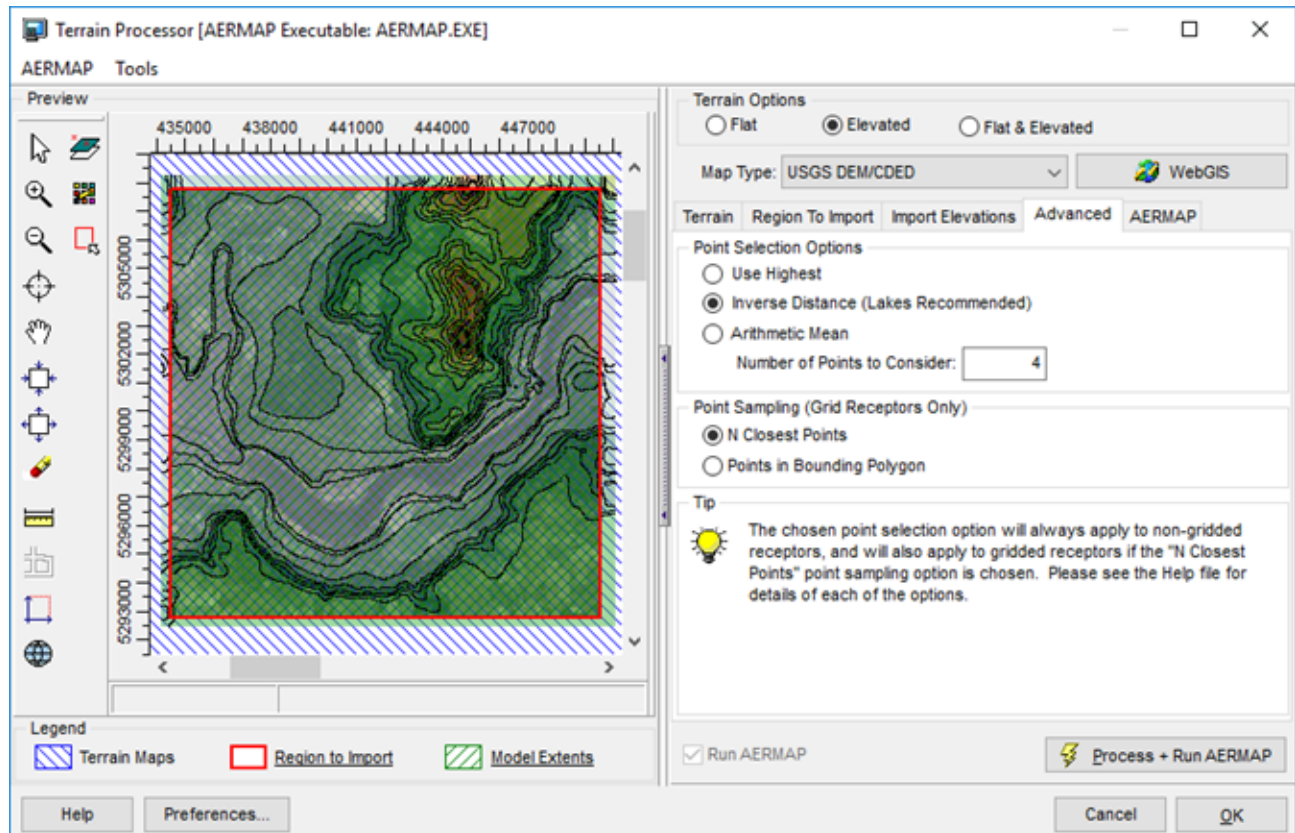 Terrain Processor [AERMAP Executable: AERMAP.EXE]
AERMAP Tools
Preview
435000 438000 441000 444000 447000
5305000
5302000
5299000
5296000
5293000
Legend
Terrain Maps
Region to Import
Model Extents
Terrain Options
Flat
Elevated
Flat & Elevated
Map Type: USGS DEM/CDED
WebGIS
Terrain Region To Import Import Elevations Advanced AERMAP
Point Selection Options
Use Highest
Inverse Distance (Lakes Recommended)
Arithmetic Mean
Number of Points to Consider: 4
Point Sampling (Grid Receptors Only)
N Closest Points
Points in Bounding Polygon
Tip
The chosen point selection option will always apply to non-gridded
receptors, and will also apply to gridded receptors if the "N Closest
Points" point sampling option is chosen. Please see the Help file for
details of each of the options.
Run AERMAP
Process + Run AERMAP
Help
Preferences...
Cancel
OK